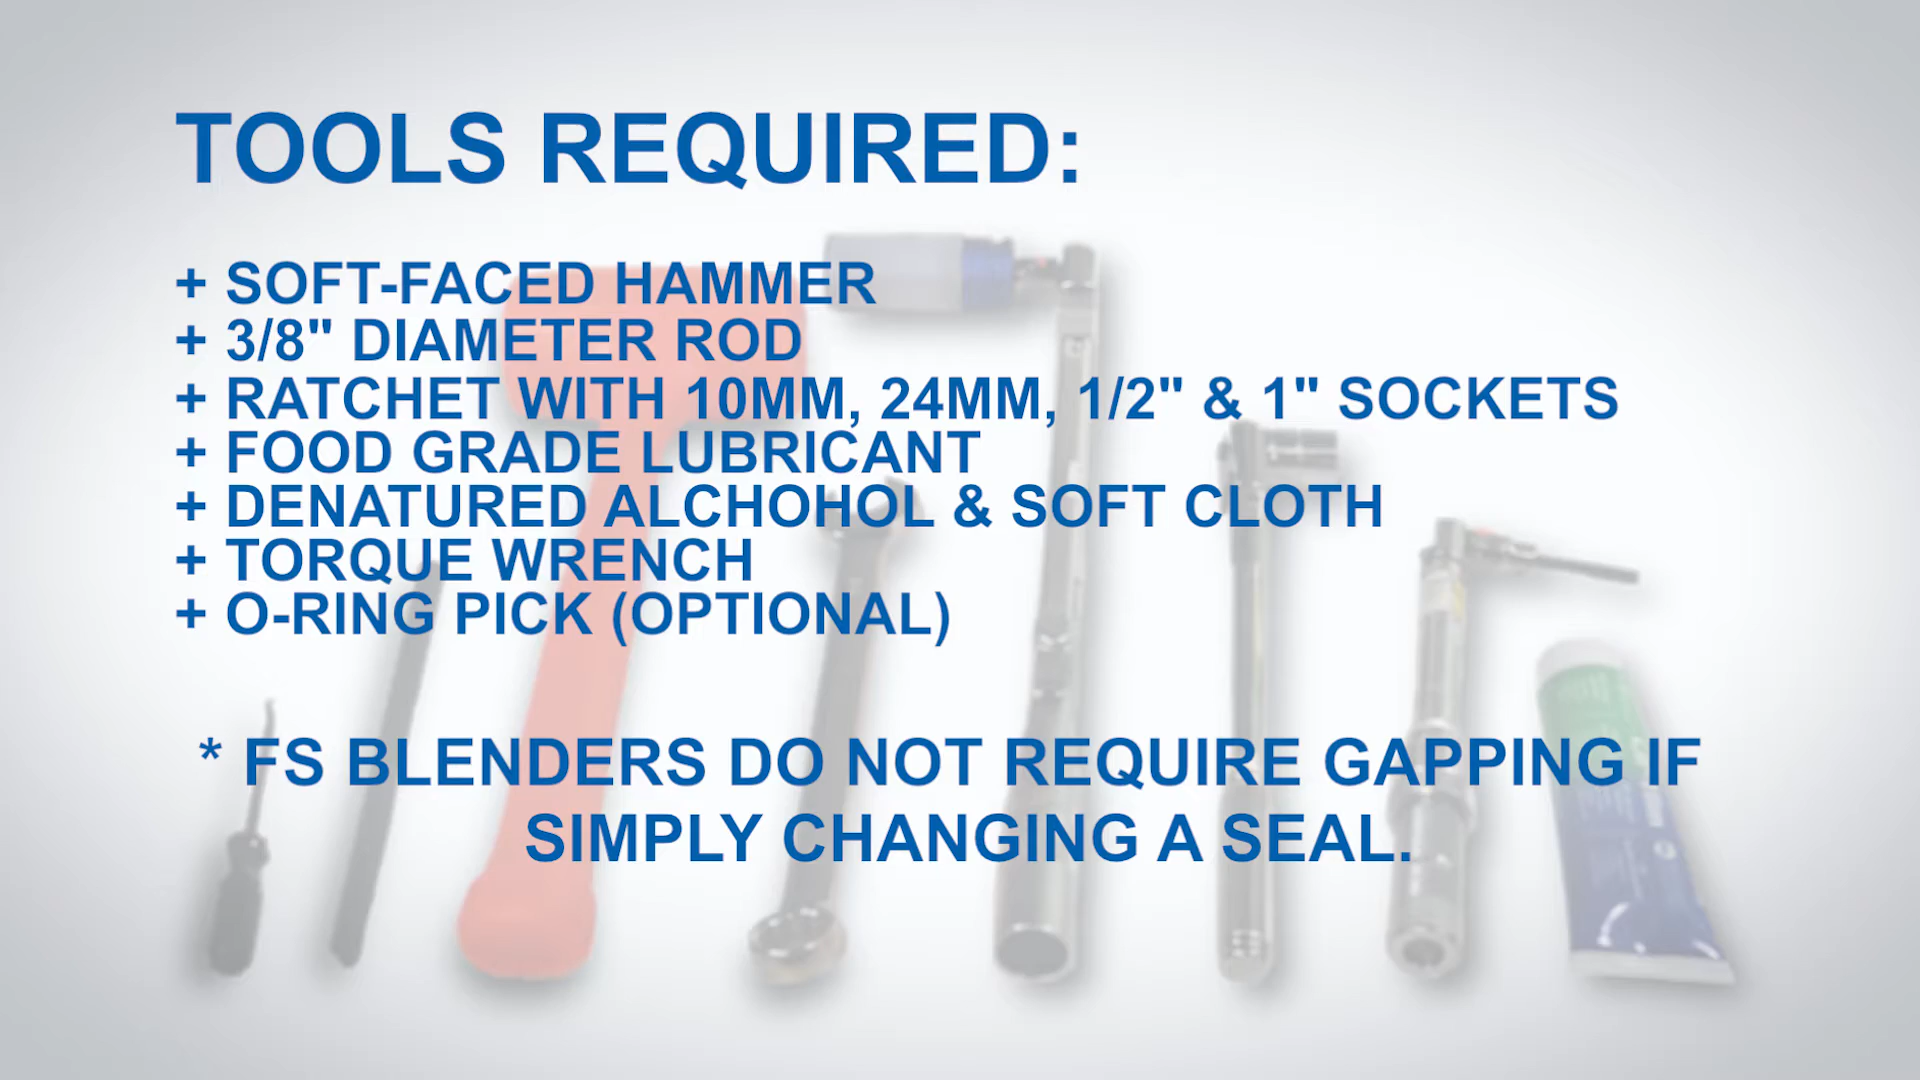 TOOLS REQUIRED:
+ SOFT-FACED HAMMER
+ 3/8" DIAMETER ROD
+ RATCHET WITH 10MM, 24MM, 1/2" & 1" SOCKETS
+ FOOD GRADE LUBRICANT
+ DENATURED ALCHOHOL & SOFT CLOTH
+ TORQUE WRENCH
+ O-RING PICK (OPTIONAL)
* FS BLENDERS DO NOT REQUIRE GAPPING IF
SIMPLY CHANGING A SEAL.